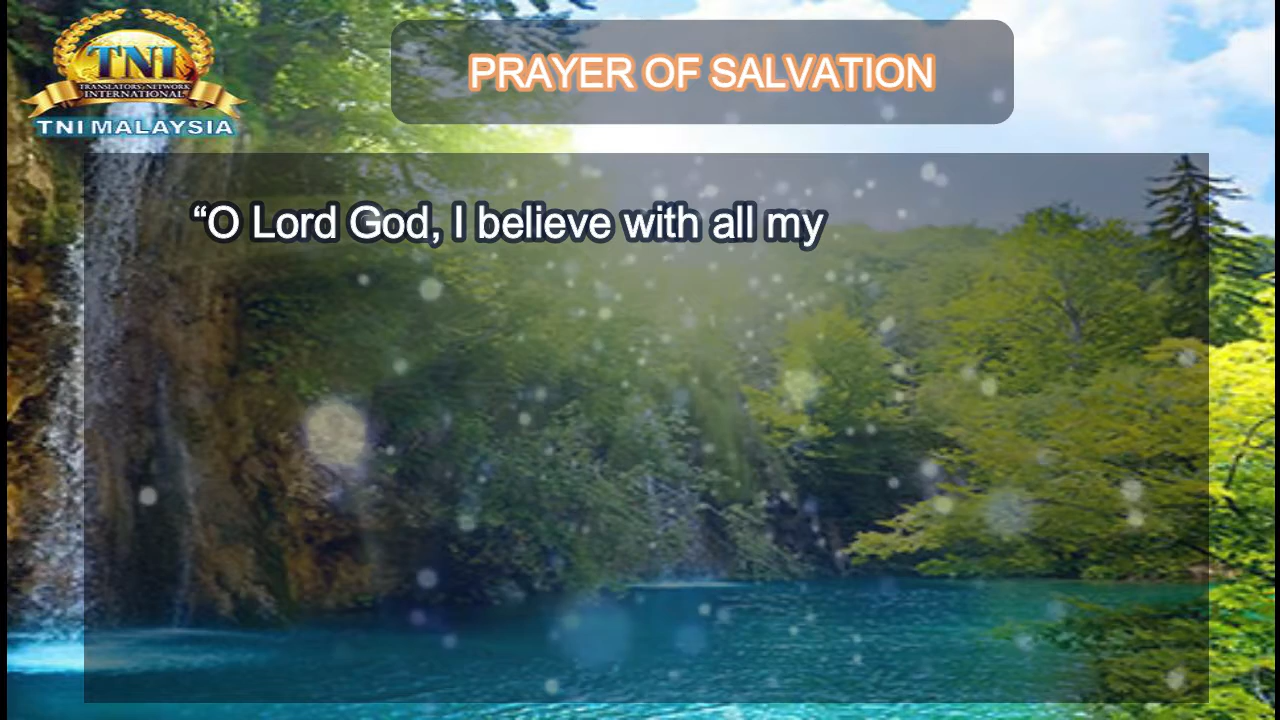 TNI
TRANSLATORS NETWORK
INTERNATIONAL
TNI MALAYSIA
PRAYER OF SALVATION
“O Lord God, I believe with all my